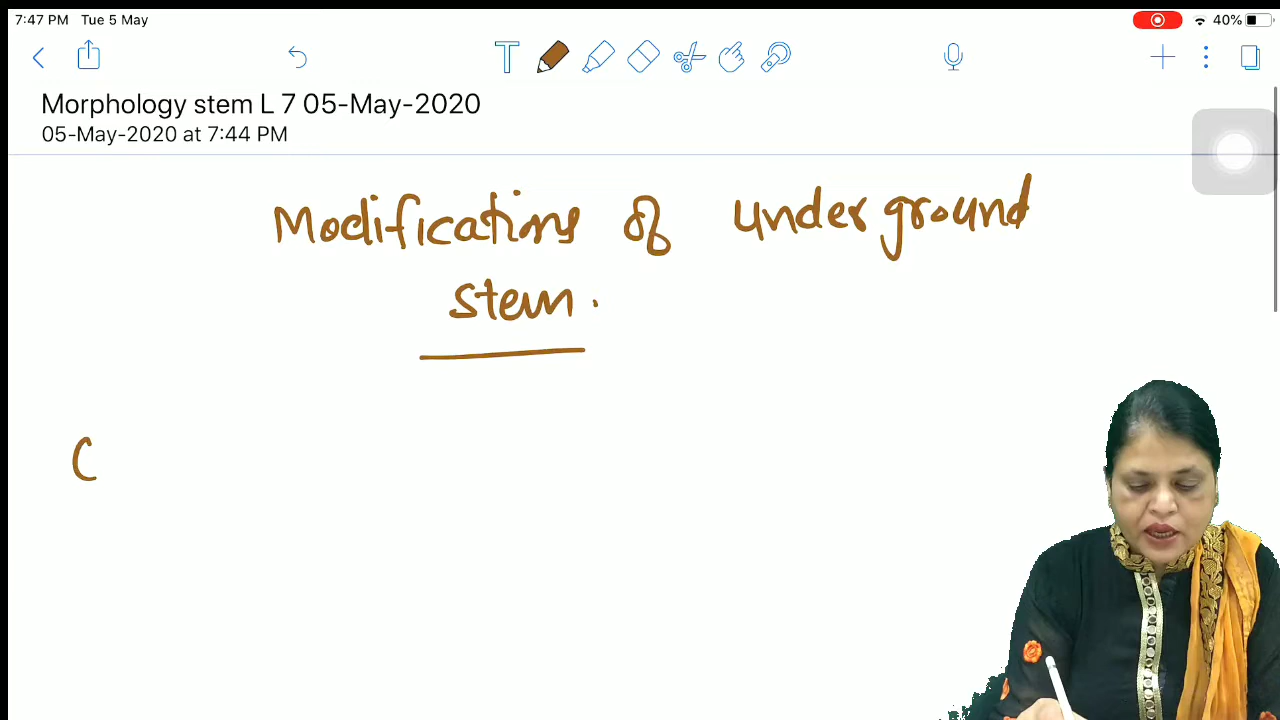 7:47 PM Tue 5 May
40%
T
Morphology stem L 7 05-May-2020
05-May-2020 at 7:44 PM
Modifications of underground
stem.
C